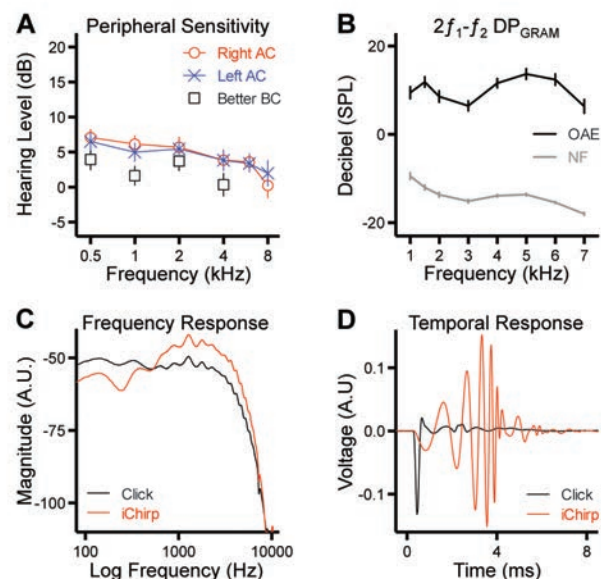 A Peripheral Sensitivity
Hearing Level (dB)
20
15
10
5
0
-5
Right AC
Left AC
Better BC
0.5 1 2 4 8
Frequency (kHz)
B 2f1-f2 DPGRAM
Decibel (SPL)
20
0
-20
OAE
NF
1 2 3 4 5 6 7
Frequency (kHz)
C Frequency Response
Magnitude (A.U.)
-50
-75
-100
Click
iChirp
100 1000 10000
Log Frequency (Hz)
D Temporal Response
Voltage (A.U)
0.1
0.0
-0.1
Click
iChirp
0 4 8
Time (ms)